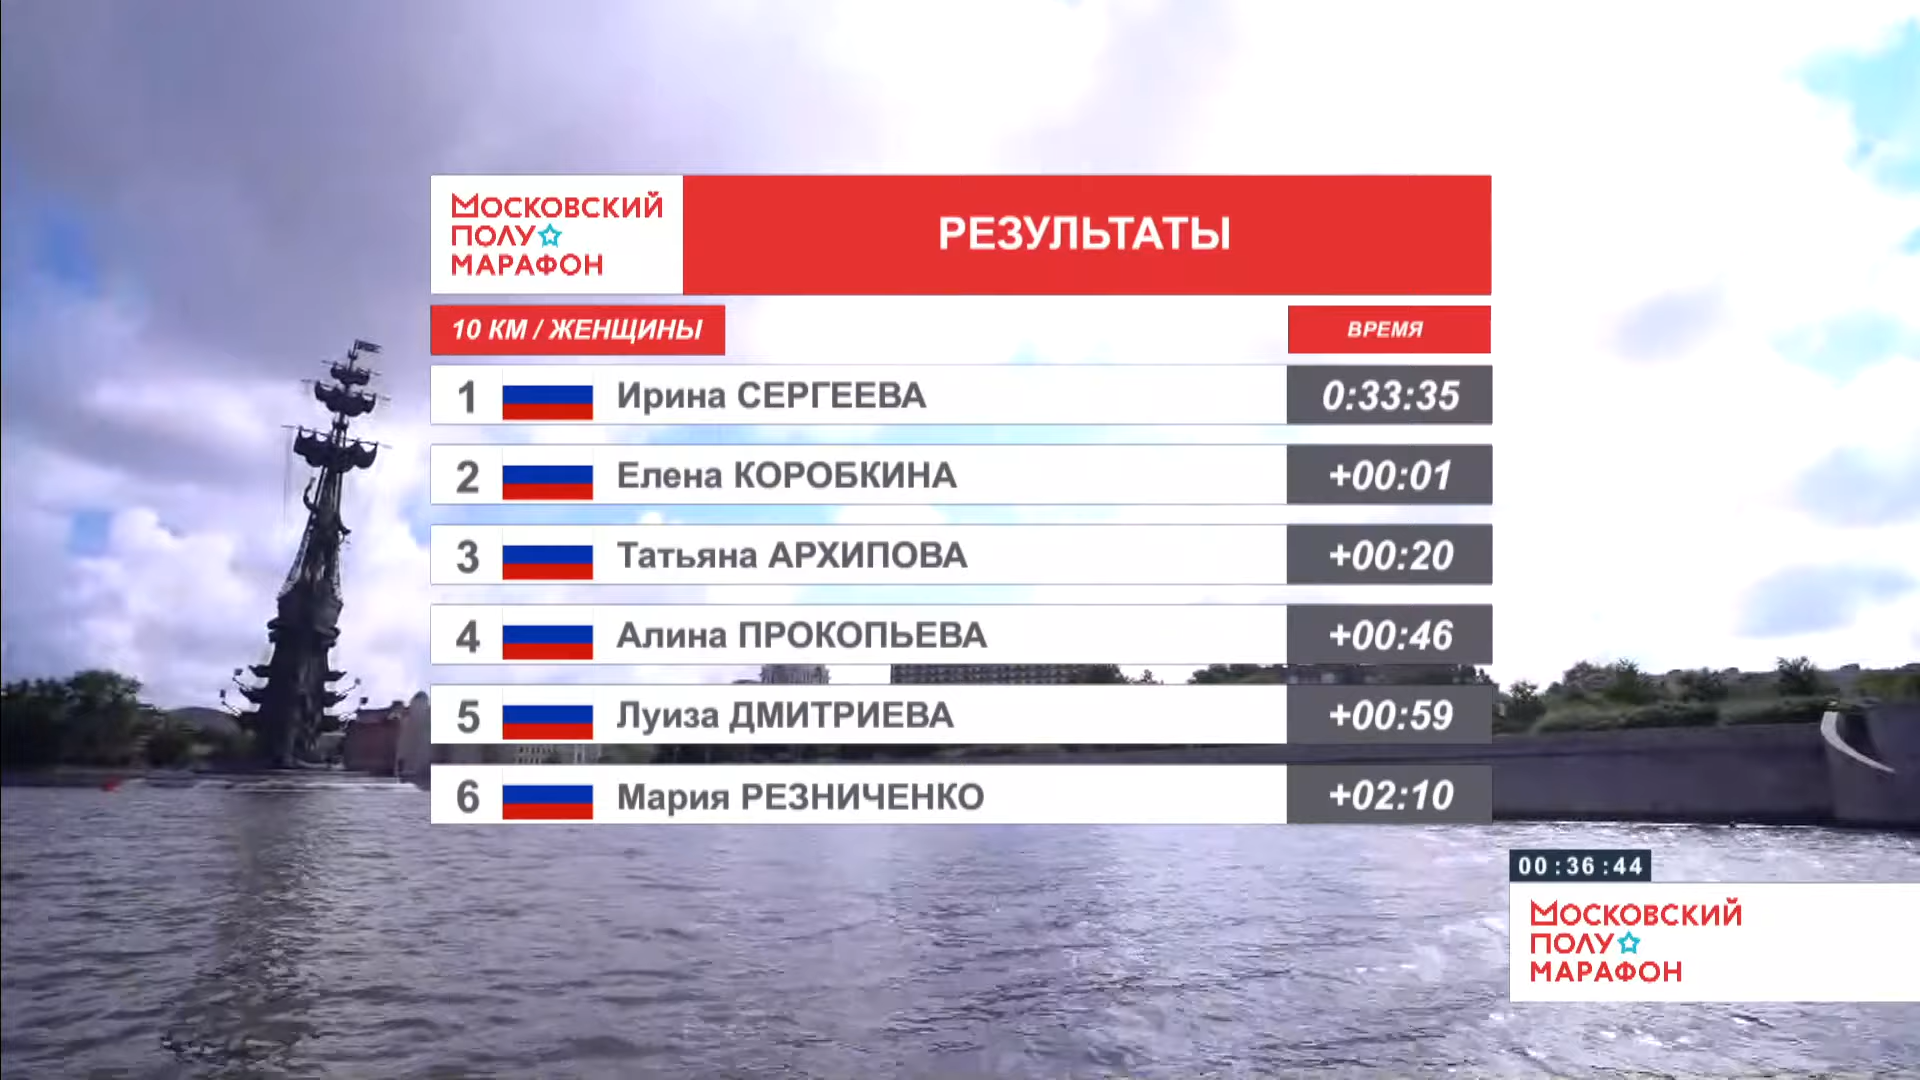 МОСКОВСКИЙ
ПОЛУ
МАРАФОН
РЕЗУЛЬТАТЫ
10 КМ / ЖЕНЩИНЫ
ВРЕМЯ
1 Ирина СЕРГЕЕВА 0:33:35
2 Елена КОРОБКИНА +00:01
3 Татьяна АРХИПОВА +00:20
4 Алина ПРОКОПЬЕВА +00:46
5 Луиза ДМИТРИЕВА +00:59
6 Мария РЕЗНИЧЕНКО +02:10
00:36:44
МОСКОВСКИЙ
ПОЛУ
МАРАФОН